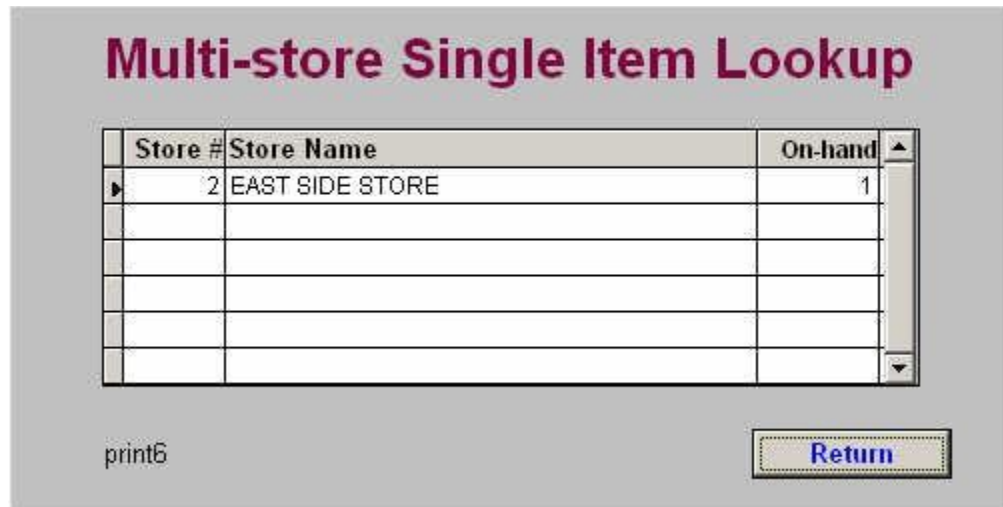 Multi-store Single Item Lookup
Store # Store Name On-hand
2 EAST SIDE STORE 1
print6
Return